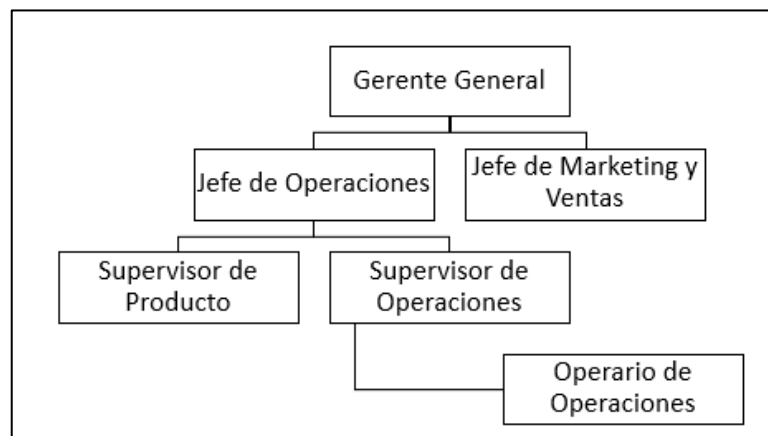 Gerente General
Jefe de Operaciones
Jefe de Marketing y
Ventas
Supervisor de
Producto
Supervisor de
Operaciones
Operario de
Operaciones